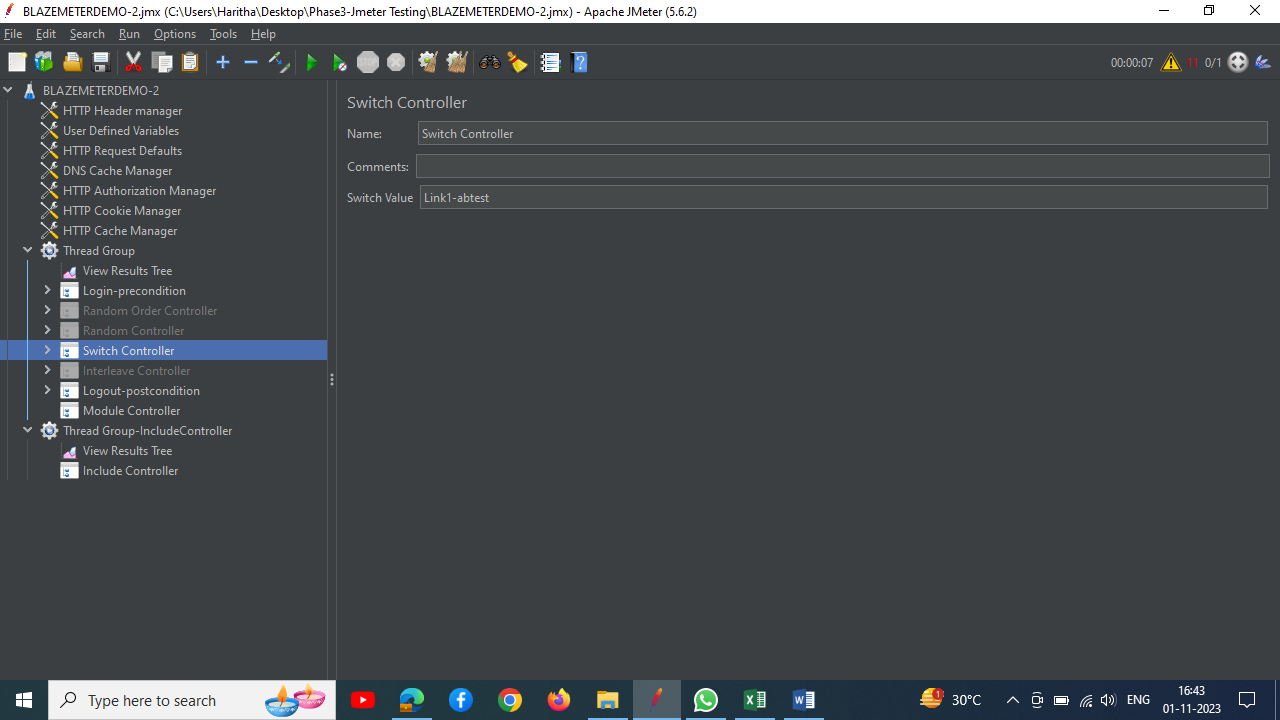 BLAZEMETERDEMO-2.jmx (C:\Users\Haritha\Desktop\Phase3-Jmeter Testing\BLAZEMETERDEMO-2.jmx) - Apache JMeter (5.6.2)
File Edit Search Run Options Tools Help
STOP 00:00:07 11 0/1
BLAZEMETERDEMO-2
HTTP Header manager
User Defined Variables
HTTP Request Defaults
DNS Cache Manager
HTTP Authorization Manager
HTTP Cookie Manager
HTTP Cache Manager
Thread Group
View Results Tree
Login-precondition
Random Order Controller
Random Controller
Switch Controller
Interleave Controller
Logout-postcondition
Module Controller
Thread Group-IncludeController
View Results Tree
Include Controller
Switch Controller
Name: Switch Controller
Comments:
Switch Value Link1-abtest
Type here to search
1 30°C ENG
16:43
01-11-2023